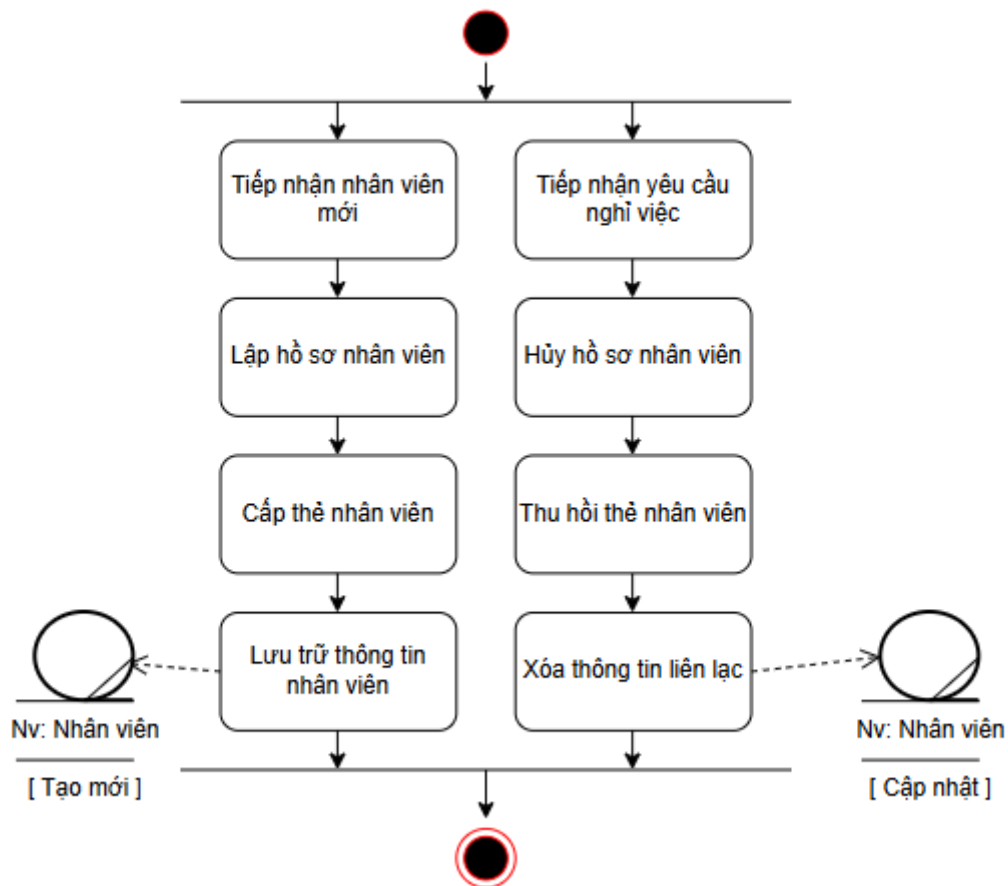 Tiếp nhận nhân viên
mới
Tiếp nhận yêu cầu
nghỉ việc
Lập hồ sơ nhân viên
Hủy hồ sơ nhân viên
Cấp thẻ nhân viên
Thu hồi thẻ nhân viên
Lưu trữ thông tin
nhân viên
Xóa thông tin liên lạc
Nv: Nhân viên
[ Tạo mới ]
Nv: Nhân viên
[ Cập nhật ]